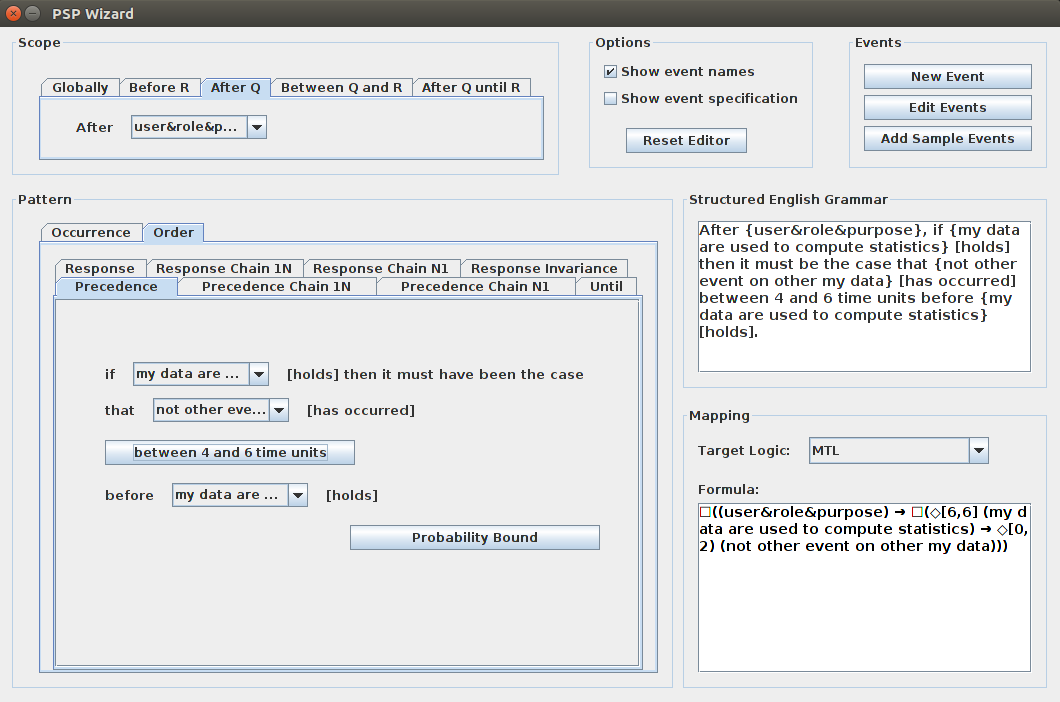 PSP Wizard
Scope
Globally
Before R
After Q
Between Q and R
After Q until R
After
user&role&p...
Options
Show event names
Show event specification
Reset Editor
Events
New Event
Edit Events
Add Sample Events
Pattern
Occurrence
Order
Response
Response Chain 1N
Response Chain N1
Response Invariance
Precedence
Precedence Chain 1N
Precedence Chain N1
Until
if my data are ... [holds] then it must have been the case
that not other eve... [has occurred]
between 4 and 6 time units
before my data are ... [holds]
Probability Bound
Structured English Grammar
After {user&role&purpose}, if {my data
are used to compute statistics} [holds]
then it must be the case that {not other
event on other my data} [has occurred]
between 4 and 6 time units before {my
data are used to compute statistics}
[holds].
Mapping
Target Logic: MTL
Formula:
□((user&role&purpose) → □(◇[6,6] (my d
ata are used to compute statistics) → ◇[0,
2) (not other event on other my data)))